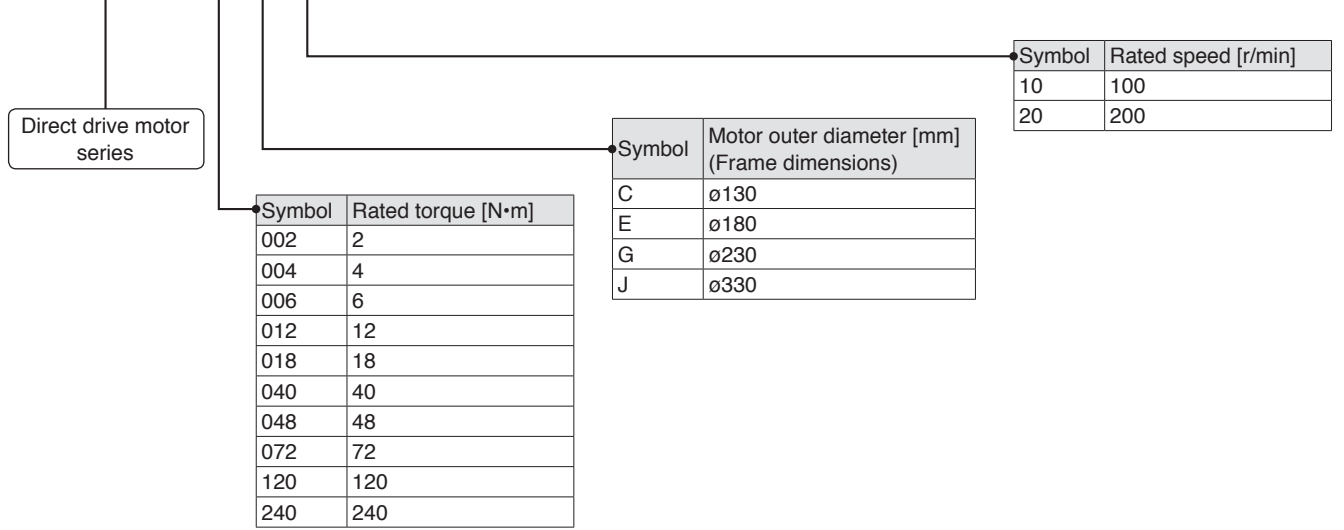 Symbol Rated speed [r/min]
10 100
20 200
Direct drive motor
series
Symbol Motor outer diameter [mm]
(Frame dimensions)
C ø130
E ø180
G ø230
J ø330
Symbol Rated torque [N•m]
002 2
004 4
006 6
012 12
018 18
040 40
048 48
072 72
120 120
240 240